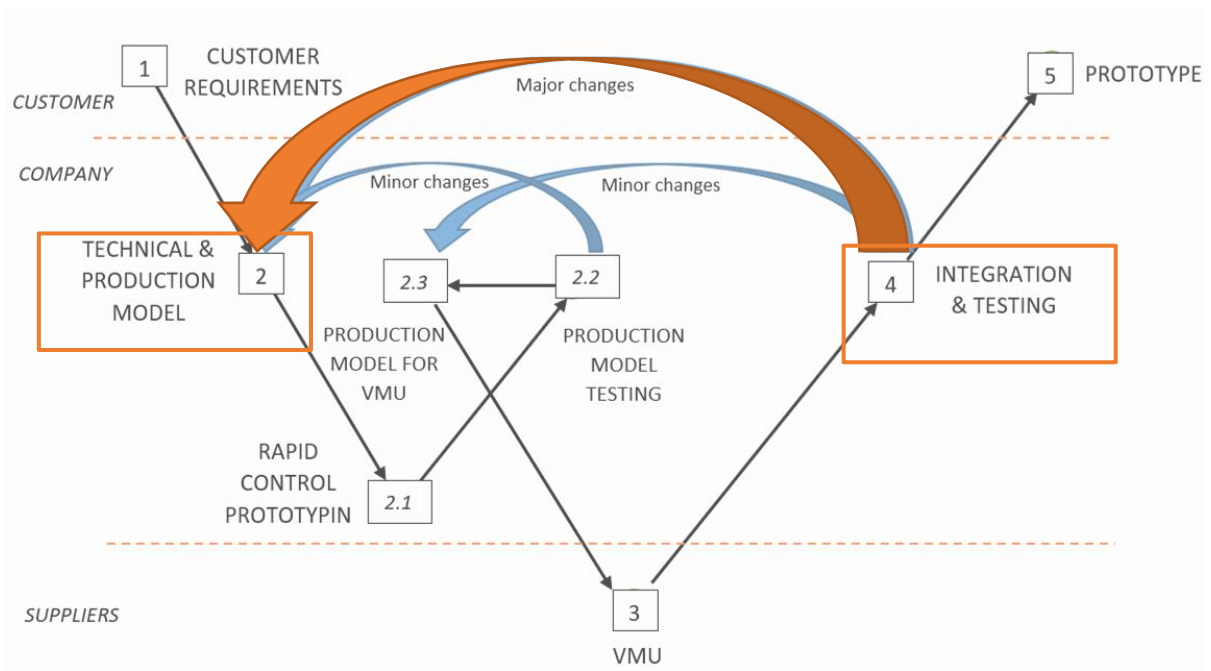 1
CUSTOMER
REQUIREMENTS
5
PROTOTYPE
Major changes
CUSTOMER
COMPANY
Minor changes
Minor changes
TECHNICAL &
PRODUCTION
MODEL
2
2.3
2.2
4
INTEGRATION
& TESTING
PRODUCTION
MODEL FOR
VMU
PRODUCTION
MODEL
TESTING
RAPID
CONTROL
PROTOTYPIN
2.1
SUPPLIERS
3
VMU